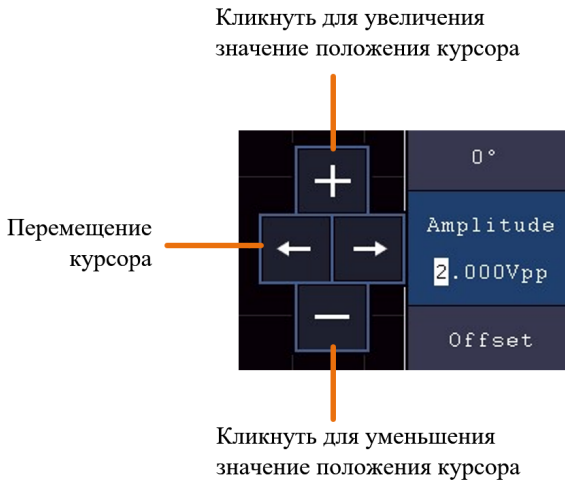 Кликнуть для увеличения
значение положения курсора
0°
Amplitude
2.000Vpp
Offset
Перемещение
курсора
Кликнуть для уменьшения
значение положения курсора